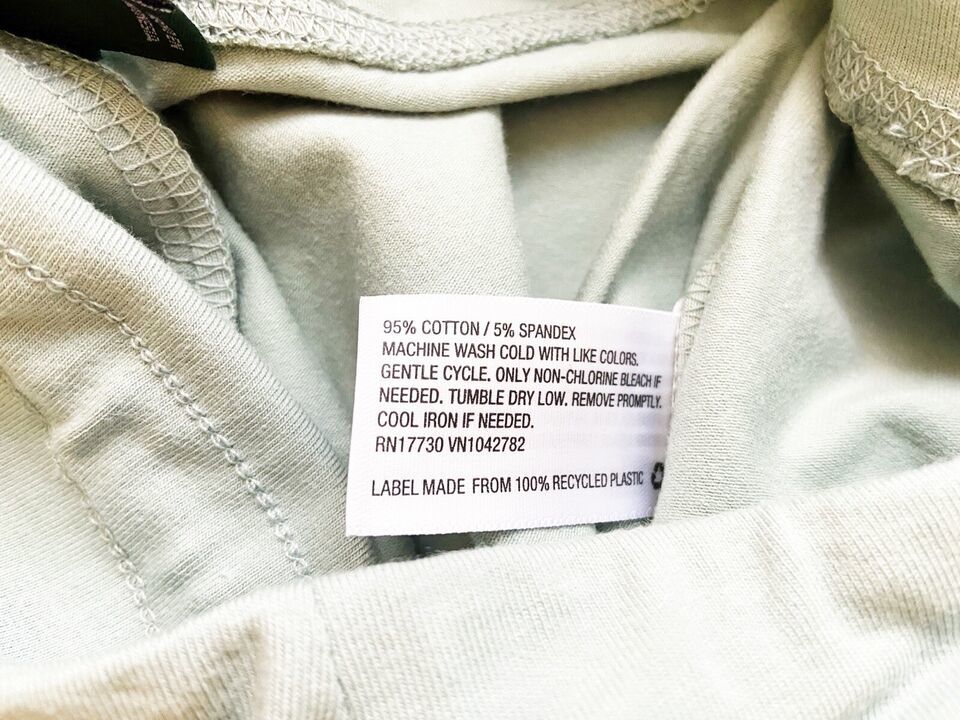 95% COTTON / 5% SPANDEX
MACHINE WASH COLD WITH LIKE COLORS.
GENTLE CYCLE. ONLY NON-CHLORINE BLEACH IF
NEEDED. TUMBLE DRY LOW. REMOVE PROMPTLY.
COOL IRON IF NEEDED.
RN17730 VN1042782
LABEL MADE FROM 100% RECYCLED PLASTIC